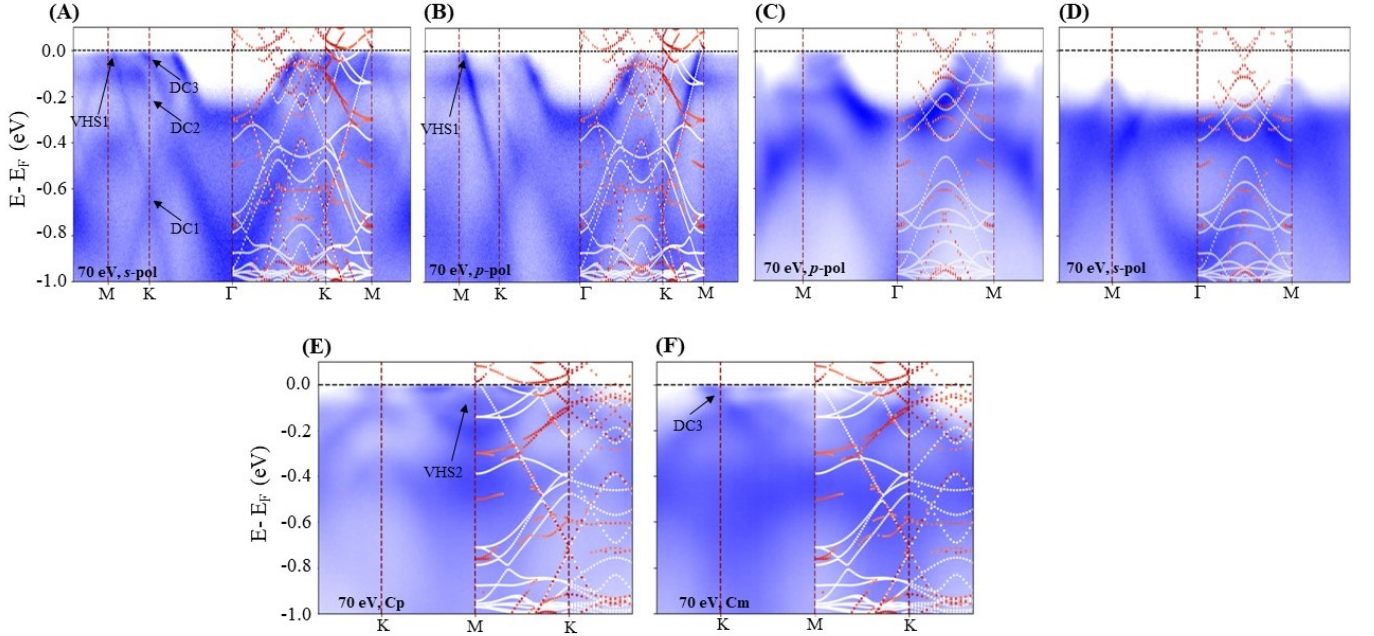 (A) (B) (C) (D)
0.0
-0.2
-0.4
-0.6
-0.8
-1.0
E- E_F (eV)
VHS1
DC3
DC2
DC1
70 eV, s-pol
M K Γ K M
VHS1
70 eV, p-pol
M K Γ K M
70 eV, p-pol
M Γ M
70 eV, s-pol
M Γ M
(E) (F)
0.0
-0.2
-0.4
-0.6
-0.8
-1.0
E- E_F (eV)
VHS2
70 eV, Cp
K M K
DC3
70 eV, Cm
K M K